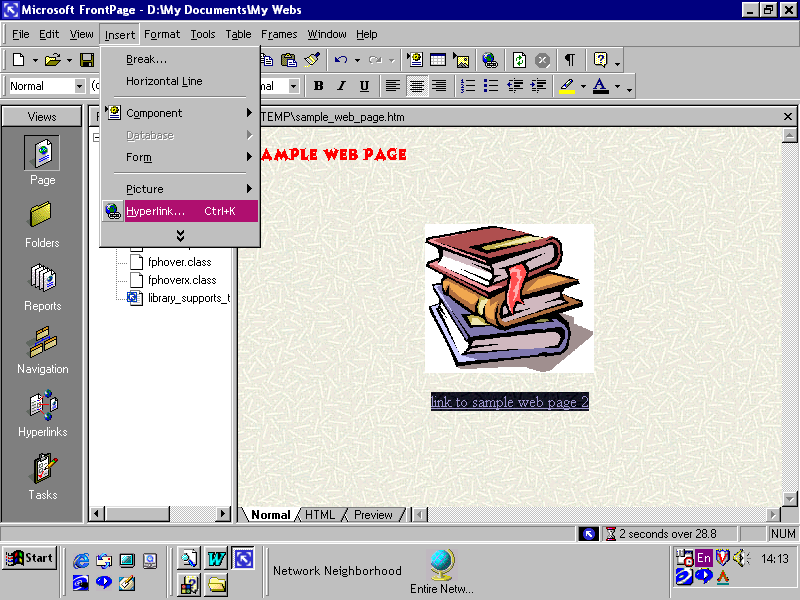 Microsoft FrontPage - D:\My Documents\My Webs
File Edit View Insert Format Tools Table Frames Window Help
Normal
Break...
Horizontal Line
Component
Database
Form
Picture
Hyperlink... Ctrl+K
B I U
Views
TEMP\sample_web_page.htm
AMPLE WEB PAGE
Page
Folders
Reports
Navigation
Hyperlinks
Tasks
fphover.class
fphoverx.class
library_supports_t
link to sample web page 2
Normal HTML Preview
2 seconds over 28.8 NUM
Start
Network Neighborhood
Entire Netw...
En
14:13